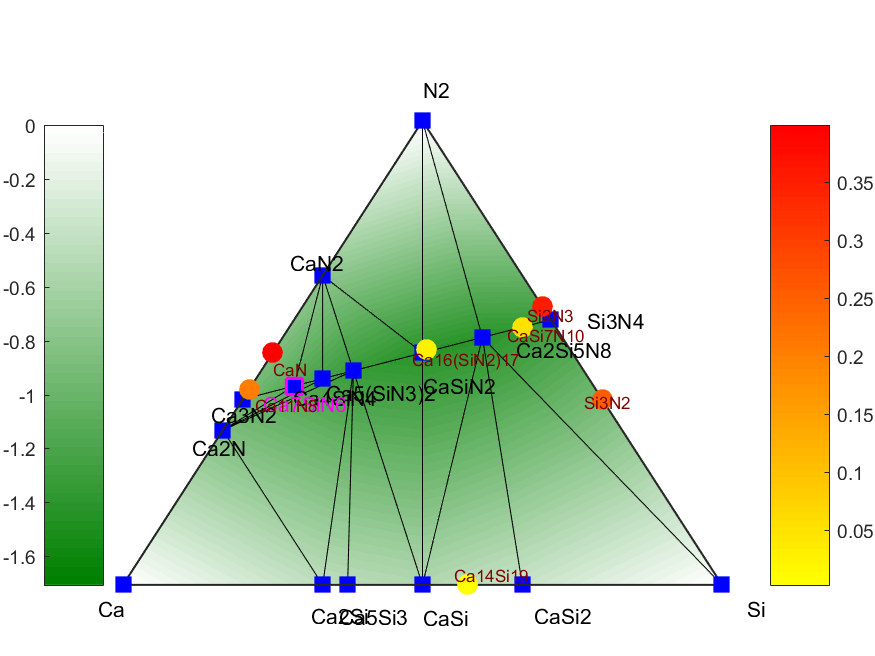 N2
0
-0.2
-0.4
-0.6
-0.8
-1
-1.2
-1.4
-1.6
0.35
0.3
0.25
0.2
0.15
0.1
0.05
CaN2
Si2N3
Si3N4
CaSi7N10
Ca2Si5N8
Ca16(SiN2)17
CaN
CaSiN2
Ca5(SiN3)2
Si3N2
Ca11N8
Ca3N2
Ca2N
Ca14Si19
Ca
Ca2Si
Ca5Si3
CaSi
CaSi2
Si